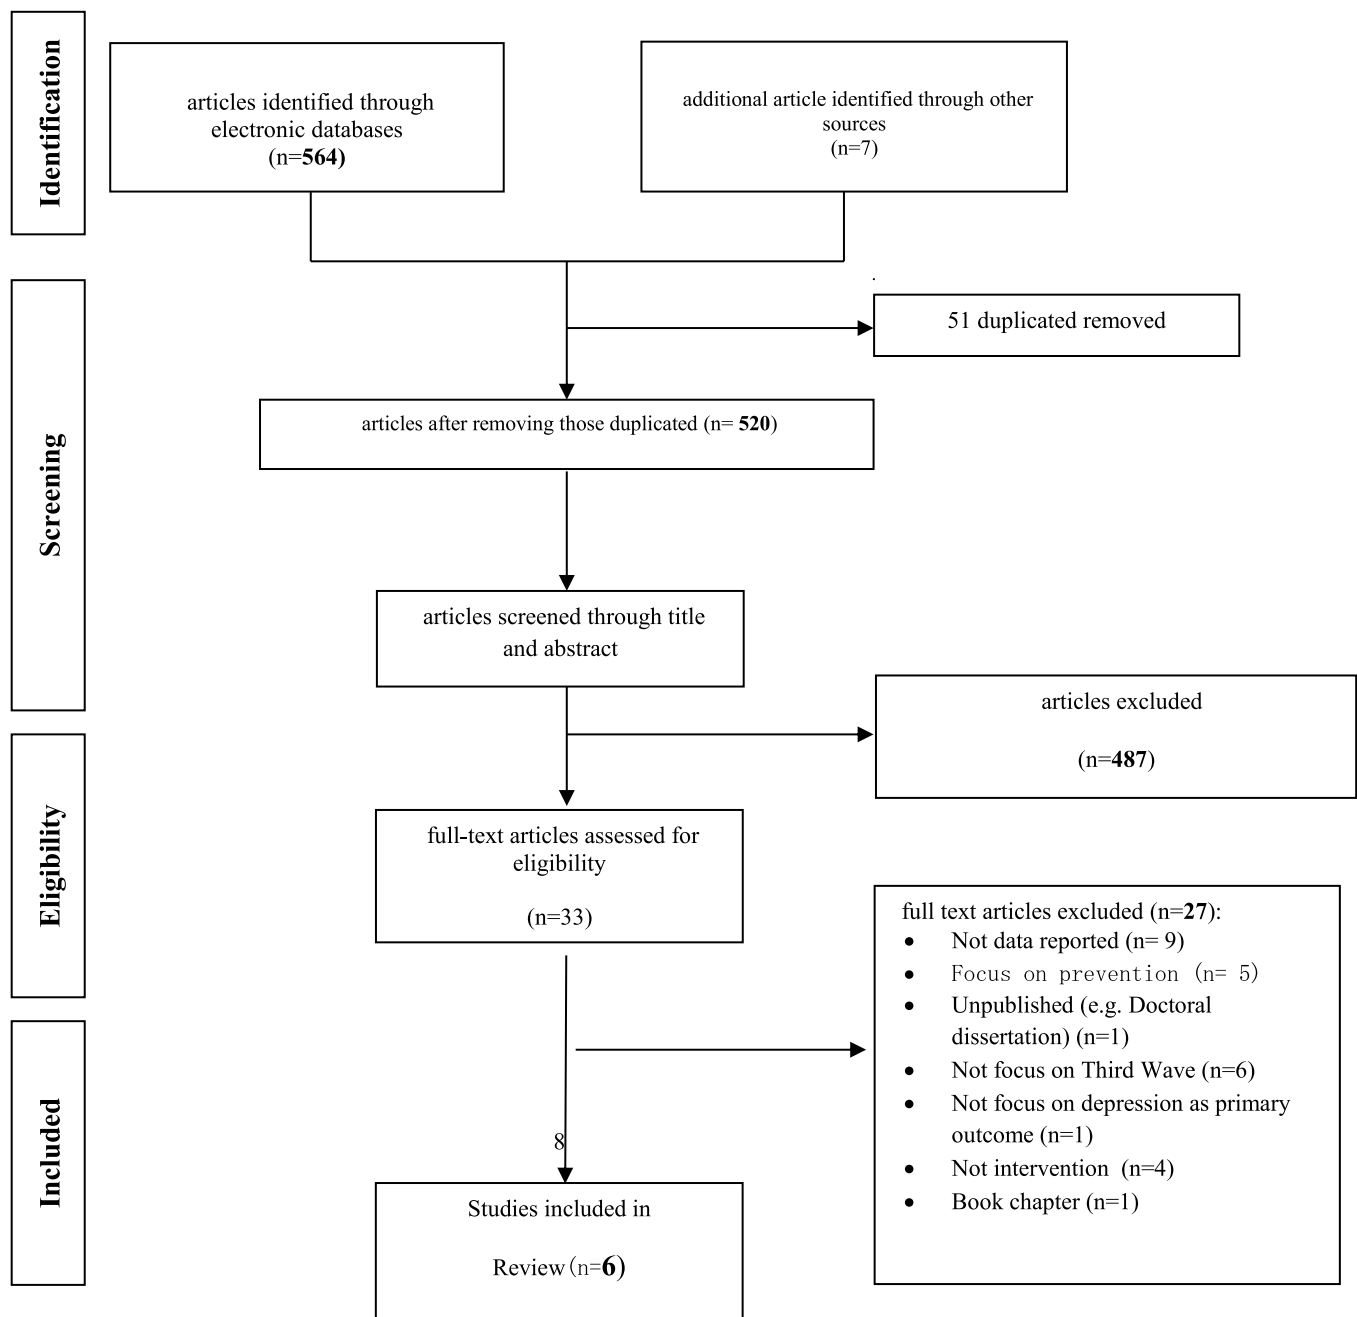 Identification
articles identified through
electronic databases
(n=564)
additional article identified through other
sources
(n=7)
Screening
51 duplicated removed
articles after removing those duplicated (n= 520)
articles screened through title
and abstract
articles excluded
(n=487)
Eligibility
full-text articles assessed for
eligibility
(n=33)
full text articles excluded (n=27):
• Not data reported (n= 9)
• Focus on prevention (n= 5)
• Unpublished (e.g. Doctoral
dissertation) (n=1)
• Not focus on Third Wave (n=6)
• Not focus on depression as primary
outcome (n=1)
• Not intervention (n=4)
• Book chapter (n=1)
Included
8
Studies included in
Review(n=6)